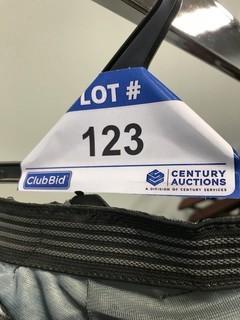 LOT #
123
ClubBid
CENTURY
AUCTIONS
A DIVISION OF CENTURY SERVICES